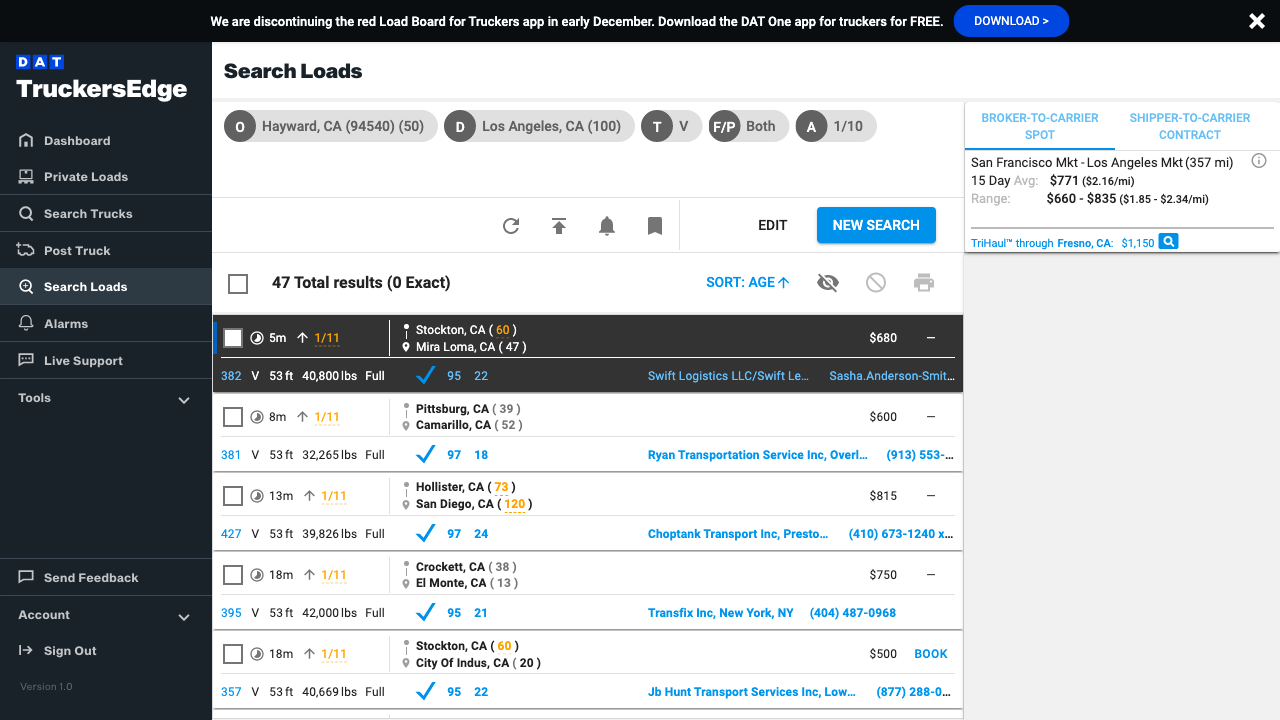 We are discontinuing the red Load Board for Truckers app in early December. Download the DAT One app for truckers for FREE. DOWNLOAD >
DAT
TruckersEdge
Dashboard
Private Loads
Search Trucks
Post Truck
Search Loads
Alarms
Live Support
Tools
Send Feedback
Account
Sign Out
Version 1.0
Search Loads
O Hayward, CA (94540) (50) D Los Angeles, CA (100) T V F/P Both A 1/10
EDIT NEW SEARCH
47 Total results (0 Exact) SORT: AGE
5m 1/11 Stockton, CA ( 60 ) $680 –
Mira Loma, CA ( 47 )
382 V 53 ft 40,800 lbs Full 95 22 Swift Logistics LLC/Swift Le... Sasha.Anderson-Smit...
8m 1/11 Pittsburg, CA ( 39 ) $600 –
Camarillo, CA ( 52 )
381 V 53 ft 32,265 lbs Full 97 18 Ryan Transportation Service Inc, Overl... (913) 553-...
13m 1/11 Hollister, CA ( 73 ) $815 –
San Diego, CA ( 120 )
427 V 53 ft 39,826 lbs Full 97 24 Choptank Transport Inc, Presto... (410) 673-1240 x...
18m 1/11 Crockett, CA ( 38 ) $750 –
El Monte, CA ( 13 )
395 V 53 ft 42,000 lbs Full 95 21 Transfix Inc, New York, NY (404) 487-0968
18m 1/11 Stockton, CA ( 60 ) $500 BOOK
City Of Indus, CA ( 20 )
357 V 53 ft 40,669 lbs Full 95 22 Jb Hunt Transport Services Inc, Low... (877) 288-0...
BROKER-TO-CARRIER SPOT
SHIPPER-TO-CARRIER CONTRACT
San Francisco Mkt - Los Angeles Mkt (357 mi)
15 Day Avg: $771 ($2.16/mi)
Range: $660 - $835 ($1.85 - $2.34/mi)
TriHaul™ through Fresno, CA: $1,150